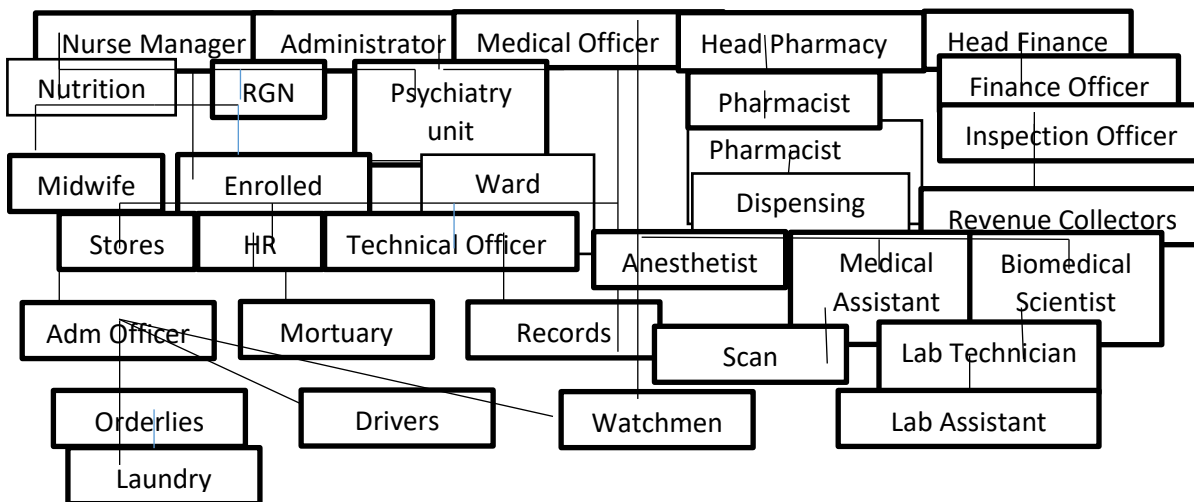 Nurse Manager
Administrator
Medical Officer
Head Pharmacy
Head Finance
Nutrition
RGN
Psychiatry
unit
Pharmacist
Finance Officer
Inspection Officer
Pharmacist
Midwife
Enrolled
Ward
Dispensing
Revenue Collectors
Stores
HR
Technical Officer
Anesthetist
Medical
Assistant
Biomedical
Scientist
Adm Officer
Mortuary
Records
Scan
Lab Technician
Orderlies
Drivers
Watchmen
Lab Assistant
Laundry